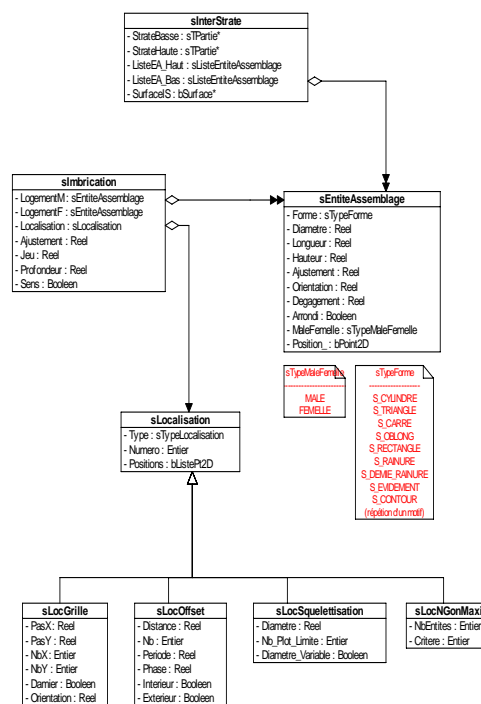 sInterStrate
- StrateBasse : sTPartie*
- StrateHaute : sTPartie*
- ListeEA_Haut : sListeEntiteAssemblage
- ListeEA_Bas : sListeEntiteAssemblage
- SurfaceIS : bSurface*
sImbrication
- LogementM : sEntiteAssemblage
- LogementF : sEntiteAssemblage
- Localisation : sLocalisation
- Ajustement : Reel
- Jeu : Reel
- Profondeur : Reel
- Sens : Booleen
sEntiteAssemblage
- Forme : sTypeForme
- Diametre : Reel
- Longueur : Reel
- Hauteur : Reel
- Ajustement : Reel
- Orientation : Reel
- Degagement : Reel
- Arrondi : Booleen
- MaleFemelle : sTypeMaleFemelle
- Position_ : bPoint2D
sTypeMaleFemelle
--------------------
MALE
FEMELLE
sTypeForme
-------------------
S_CYLINDRE
S_TRIANGLE
S_CARRE
S_OBLONG
S_RECTANGLE
S_RAINURE
S_DEMIE_RAINURE
S_EVIDEMENT
S_CONTOUR
(répétion d'un motif)
sLocalisation
- Type : sTypeLocalisation
- Numero : Entier
- Positions : bListePt2D
sLocGrille
- PasX : Reel
- PasY : Reel
- NbX : Entier
- NbY : Entier
- Damier : Booleen
- Orientation : Reel
sLocOffset
- Distance : Reel
- Nb : Entier
- Periode : Reel
- Phase : Reel
- Interieur : Booleen
- Exterieur : Booleen
sLocSquelettisation
- Diametre : Reel
- Nb_Plot_Limite : Entier
- Diametre_Variable : Booleen
sLocNGonMaxi
- NbEntites : Entier
- Critere : Entier